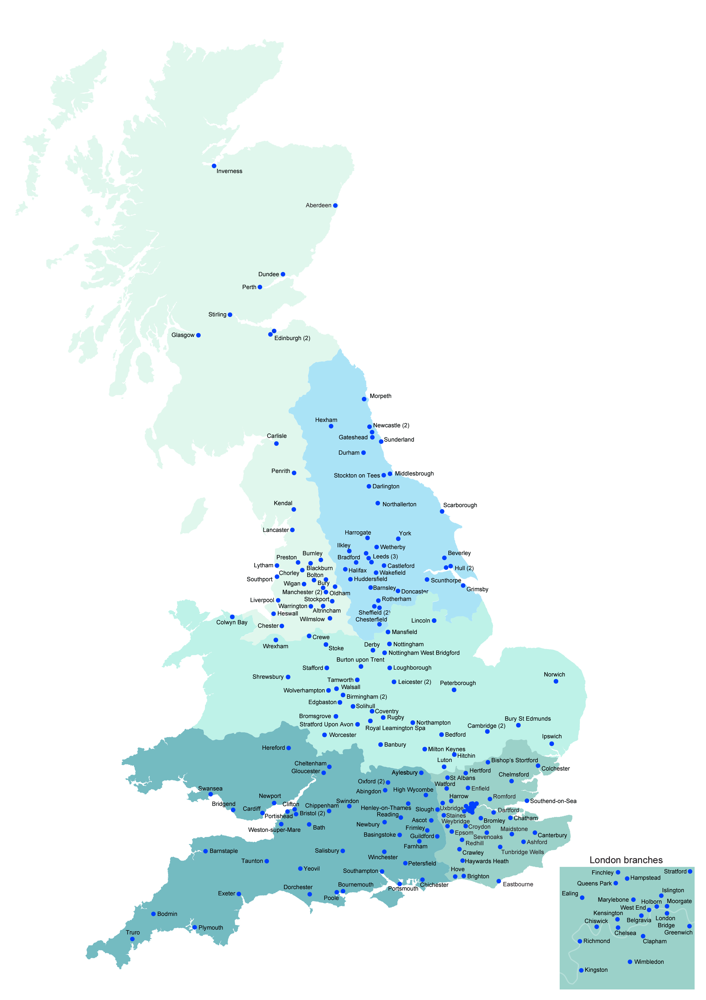 Inverness
Aberdeen
Dundee
Perth
Stirling
Glasgow
Edinburgh (2)
Morpeth
Hexham
Newcastle (2)
Gateshead
Sunderland
Carlisle
Durham
Penrith
Stockton on Tees
Middlesbrough
Darlington
Kendal
Northallerton
Scarborough
Lancaster
Harrogate
York
Ilkley
Wetherby
Burnley
Preston
Bradford
Leeds (3)
Beverley
Lytham
Blackburn
Castleford
Hull (2)
Chorley
Halifax
Wakefield
Southport
Bolton
Huddersfield
Scunthorpe
Wigan
Bury
Barnsley
Grimsby
Manchester (2)
Oldham
Doncaster
Liverpool
Stockport
Rotherham
Warrington
Altrincham
Heswall
Sheffield (2)
Wilmslow
Chesterfield
Lincoln
Colwyn Bay
Chester
Mansfield
Crewe
Wrexham
Stoke
Derby
Nottingham
Nottingham West Bridgford
Burton upon Trent
Stafford
Loughborough
Shrewsbury
Tamworth
Leicester (2)
Peterborough
Norwich
Wolverhampton
Walsall
Birmingham (2)
Edgbaston
Solihull
Coventry
Bromsgrove
Rugby
Stratford Upon Avon
Royal Leamington Spa
Northampton
Cambridge (2)
Bury St Edmunds
Worcester
Bedford
Ipswich
Hereford
Banbury
Milton Keynes
Hitchin
Luton
Bishop's Stortford
Colchester
Cheltenham
Gloucester
Aylesbury
Hertford
St Albans
Chelmsford
Oxford (2)
Watford
Abingdon
High Wycombe
Enfield
Swansea
Harrow
Romford
Southend-on-Sea
Newport
Bridgend
Clifton
Chippenham
Swindon
Henley-on-Thames
Slough
Uxbridge
Cardiff
Portishead
Bristol (2)
Reading
Staines
Dartford
Chatham
Weston-super-Mare
Bath
Newbury
Ascot
Weybridge
Bromley
Croydon
Frimley
Maidstone
Basingstoke
Guildford
Epsom
Sevenoaks
Canterbury
Farnham
Redhill
Ashford
Barnstaple
Salisbury
Winchester
Crawley
Tunbridge Wells
Taunton
Petersfield
Haywards Heath
Yeovil
Southampton
Hove
Brighton
Dorchester
Bournemouth
Portsmouth
Chichester
Eastbourne
Exeter
Poole
Bodmin
Plymouth
Truro
London branches
Finchley
Stratford
Hampstead
Queens Park
Ealing
Islington
Marylebone
Holborn
Moorgate
West End
Kensington
Belgravia
London
Bridge
Chiswick
Chelsea
Greenwich
Clapham
Richmond
Wimbledon
Kingston